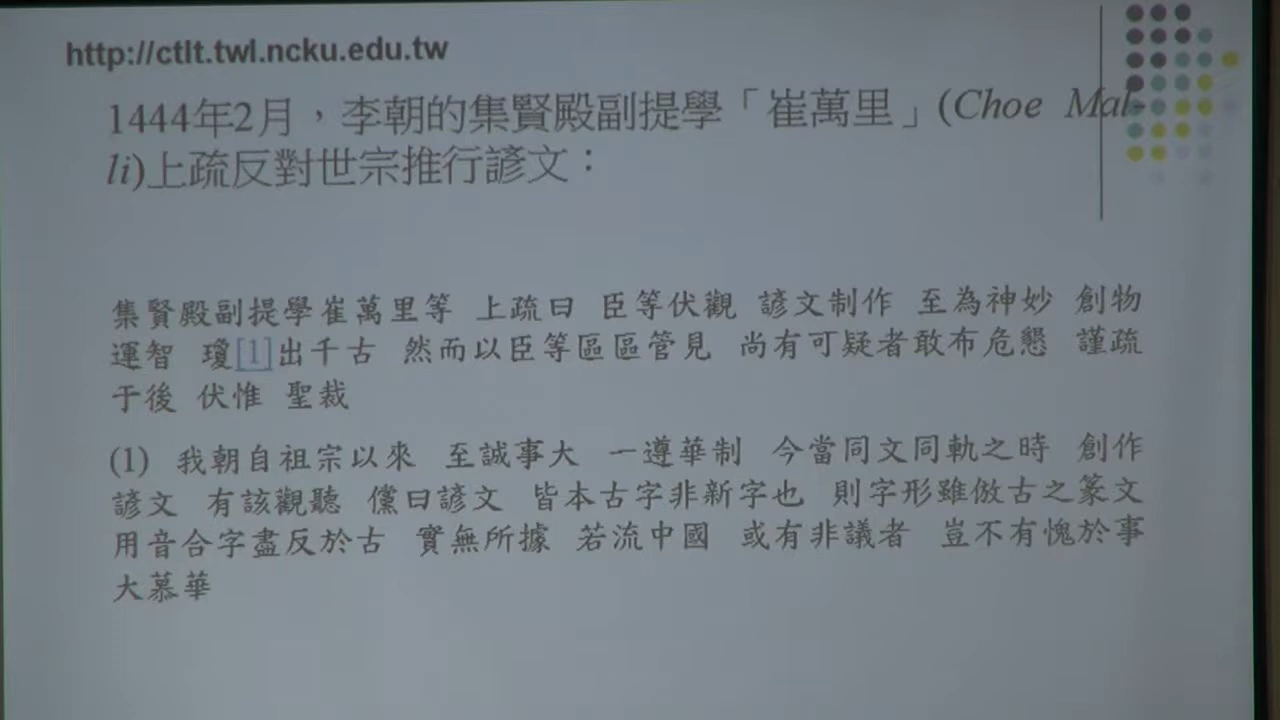 http://ctlt.twl.ncku.edu.tw
1444年2月，李朝的集賢殿副提學「崔萬里」(Choe Mal-
li)上疏反對世宗推行諺文：
集賢殿副提學崔萬里等 上疏曰 臣等伏觀 諺文制作 至為神妙 創物
運智 瓊[1]出千古 然而以臣等區區管見 尚有可疑者敢布危懇 謹疏
于後 伏惟 聖裁
(1) 我朝自祖宗以來 至誠事大 一遵華制 今當同文同軌之時 創作
諺文 有該觀聽 儻曰諺文 皆本古字非新字也 則字形雖倣古之篆文
用音合字盡反於古 實無所據 若流中國 或有非議者 豈不有愧於事
大慕華